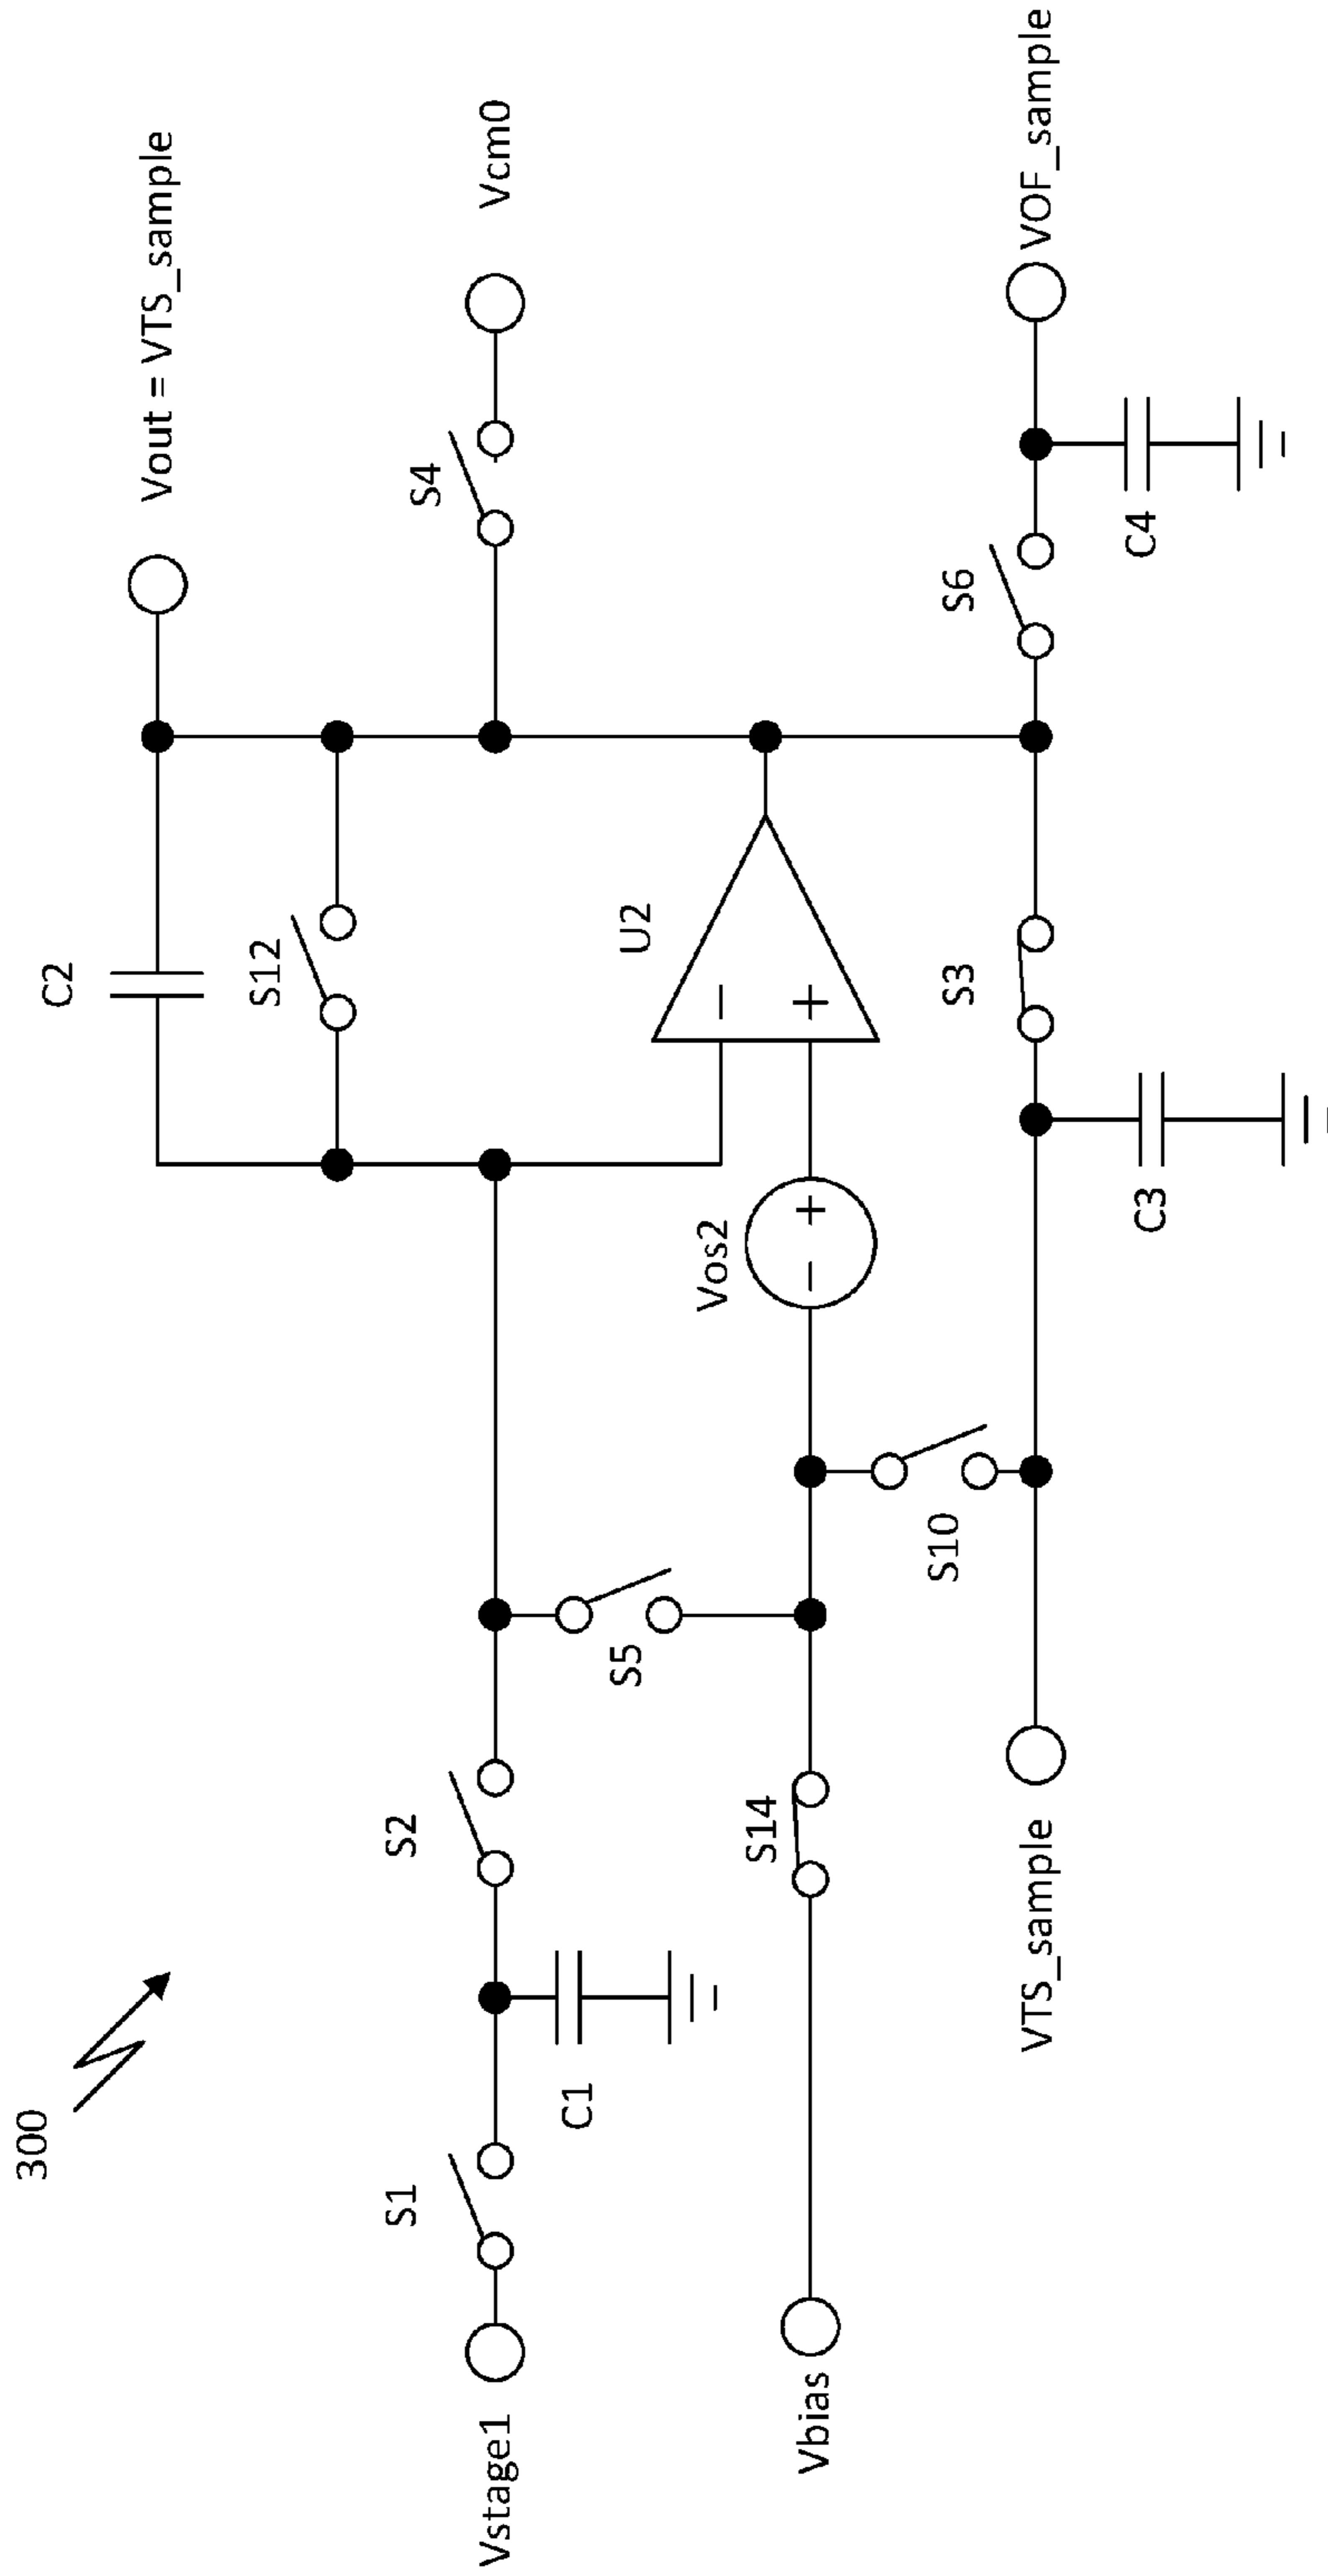 300
Vout = VTS_sample
C2
S12
Vcm0
S4
S1
S2
Vstage1
C1
S5
U2
−
+
Vos2
− +
S14
Vbias
S10
S3
S6
VTS_sample
VOF_sample
C3
C4